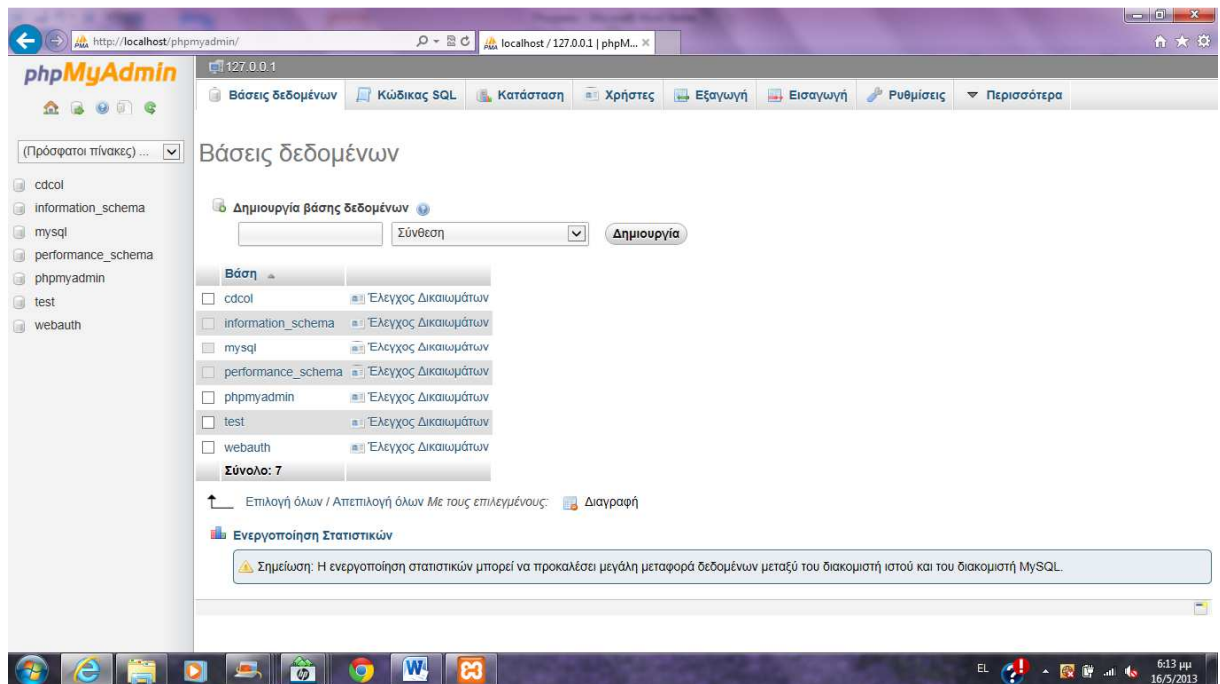 http://localhost/phpmyadmin/
localhost / 127.0.0.1 | phpM...
phpMyAdmin
127.0.0.1
Βάσεις δεδομένων
Κώδικας SQL
Κατάσταση
Χρήστες
Εξαγωγή
Εισαγωγή
Ρυθμίσεις
Περισσότερα
(Πρόσφατοι πίνακες) ...
cdcol
information_schema
mysql
performance_schema
phpmyadmin
test
webauth
Βάσεις δεδομένων
Δημιουργία βάσης δεδομένων
Σύνθεση
Δημιουργία
Βάση
cdcol Έλεγχος Δικαιωμάτων
information_schema Έλεγχος Δικαιωμάτων
mysql Έλεγχος Δικαιωμάτων
performance_schema Έλεγχος Δικαιωμάτων
phpmyadmin Έλεγχος Δικαιωμάτων
test Έλεγχος Δικαιωμάτων
webauth Έλεγχος Δικαιωμάτων
Σύνολο: 7
Επιλογή όλων / Απεπιλογή όλων Με τους επιλεγμένους: Διαγραφή
Ενεργοποίηση Στατιστικών
Σημείωση: Η ενεργοποίηση στατιστικών μπορεί να προκαλέσει μεγάλη μεταφορά δεδομένων μεταξύ του διακομιστή ιστού και του διακομιστή MySQL.
EL
6:13 μμ
16/5/2013